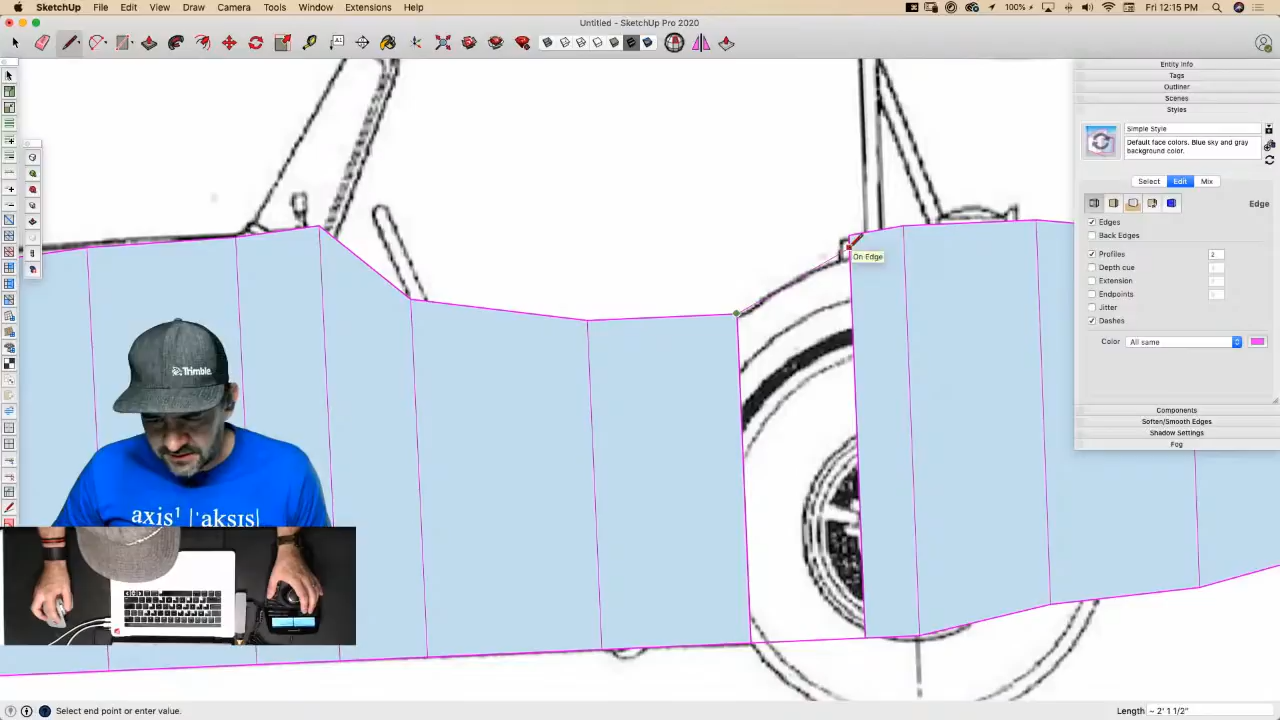 SketchUp File Edit View Draw Camera Tools Window Extensions Help
100% Fri 12:15 PM
Untitled - SketchUp Pro 2020
Entity Info
Tags
Outliner
Scenes
Styles
Simple Style
Default face colors. Blue sky and gray
background color.
Select Edit Mix
Edge
Edges
Back Edges
Profiles 2
Depth cue
Extension
Endpoints
Jitter
Dashes
Color All same
Components
Soften/Smooth Edges
Shadow Settings
Fog
On Edge
Trimble.
axis¹ |ˈaksɪs|
Select end point or enter value.
Length ~ 2' 1 1/2"